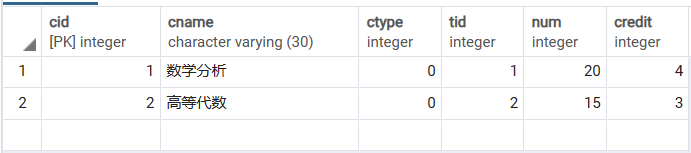 cid cname ctype tid num credit
[PK] integer character varying (30) integer integer integer integer
1 1 数学分析 0 1 20 4
2 2 高等代数 0 2 15 3